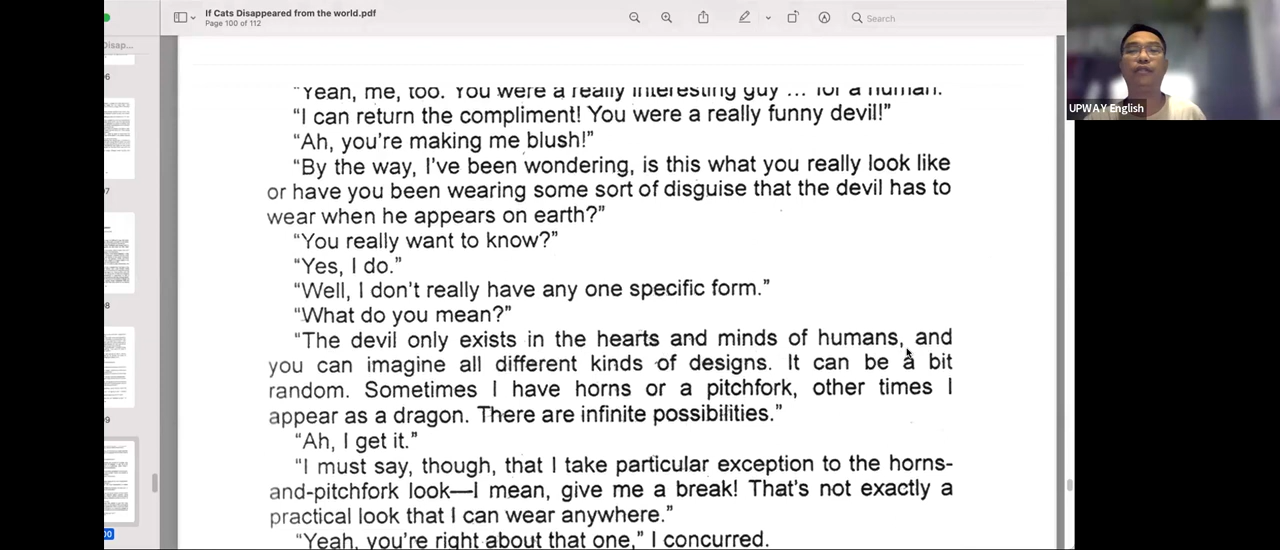 If Cats Disappeared from the world.pdf
Page 100 of 112
Search
UPWAY English
Disap...
“Yeah, me, too. You were a really interesting guy ... for a human.
“I can return the compliment! You were a really funny devil!”
“Ah, you’re making me blush!”
“By the way, I’ve been wondering, is this what you really look like
or have you been wearing some sort of disguise that the devil has to
wear when he appears on earth?”
“You really want to know?”
“Yes, I do.”
“Well, I don’t really have any one specific form.”
“What do you mean?”
“The devil only exists in the hearts and minds of humans, and
you can imagine all different kinds of designs. It can be a bit
random. Sometimes I have horns or a pitchfork, other times I
appear as a dragon. There are infinite possibilities.”
“Ah, I get it.”
“I must say, though, that I take particular exception to the horns-
and-pitchfork look—I mean, give me a break! That’s not exactly a
practical look that I can wear anywhere.”
“Yeah, you’re right about that one,” I concurred.